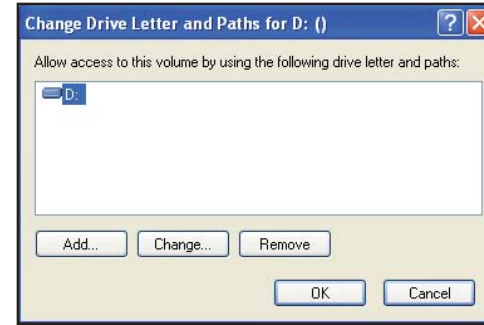 Change Drive Letter and Paths for D: ()
Allow access to this volume by using the following drive letter and paths:
D:
Add... Change... Remove
OK Cancel